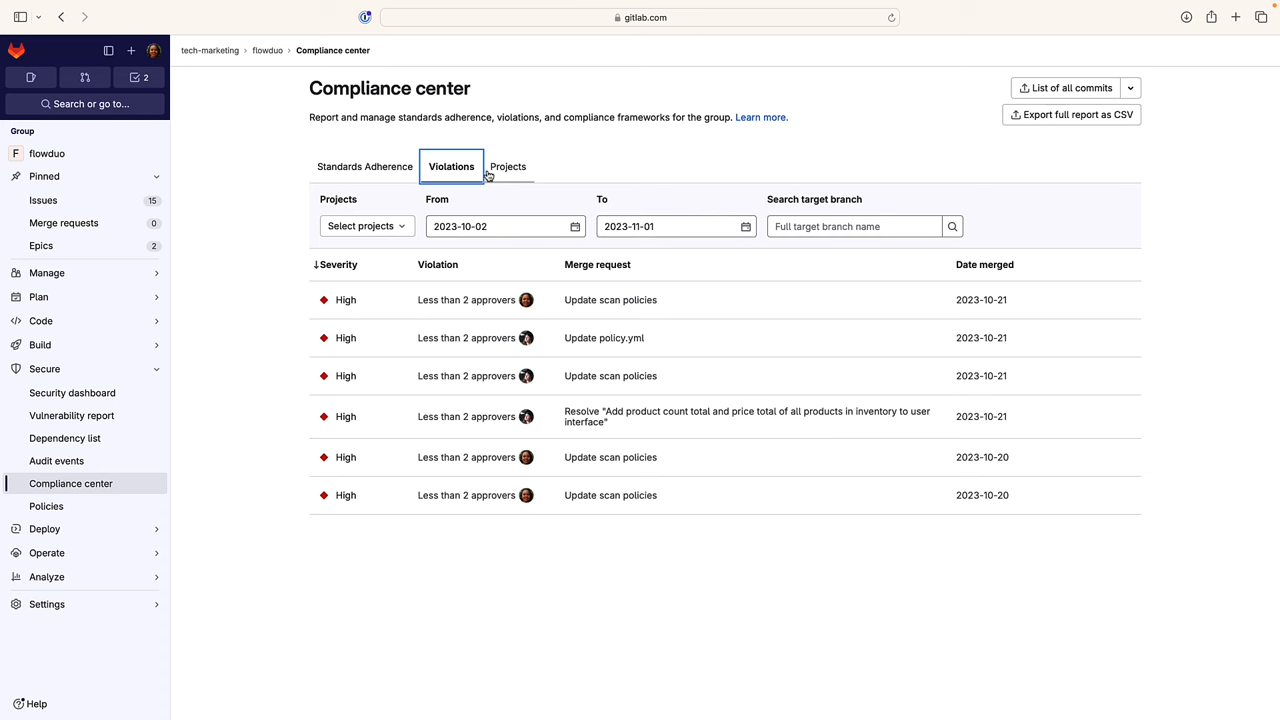 gitlab.com
tech-marketing › flowduo › Compliance center
2
Search or go to...
Group
F flowduo
Pinned
Issues 15
Merge requests 0
Epics 2
Manage
Plan
Code
Build
Secure
Security dashboard
Vulnerability report
Dependency list
Audit events
Compliance center
Policies
Deploy
Operate
Analyze
Settings
Help
Compliance center
List of all commits
Report and manage standards adherence, violations, and compliance frameworks for the group. Learn more.
Export full report as CSV
Standards Adherence Violations Projects
Projects From To Search target branch
Select projects 2023-10-02 2023-11-01 Full target branch name
↓Severity Violation Merge request Date merged
High Less than 2 approvers Update scan policies 2023-10-21
High Less than 2 approvers Update policy.yml 2023-10-21
High Less than 2 approvers Update scan policies 2023-10-21
High Less than 2 approvers Resolve "Add product count total and price total of all products in inventory to user 2023-10-21
interface"
High Less than 2 approvers Update scan policies 2023-10-20
High Less than 2 approvers Update scan policies 2023-10-20